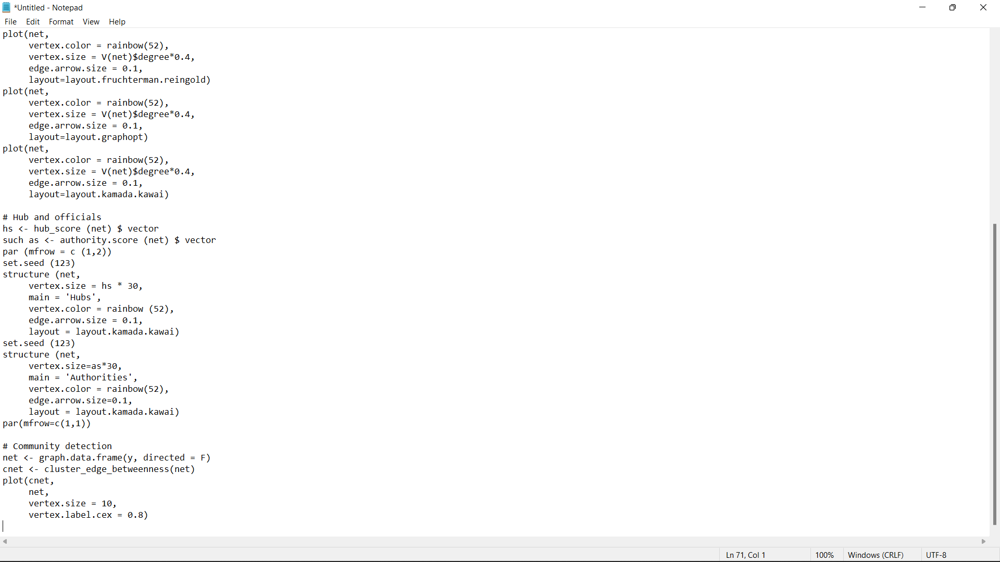 *Untitled - Notepad
File Edit Format View Help
plot(net,
     vertex.color = rainbow(52),
     vertex.size = V(net)$degree*0.4,
     edge.arrow.size = 0.1,
     layout=layout.fruchterman.reingold)
plot(net,
     vertex.color = rainbow(52),
     vertex.size = V(net)$degree*0.4,
     edge.arrow.size = 0.1,
     layout=layout.graphopt)
plot(net,
     vertex.color = rainbow(52),
     vertex.size = V(net)$degree*0.4,
     edge.arrow.size = 0.1,
     layout=layout.kamada.kawai)

# Hub and officials
hs <- hub_score (net) $ vector
such as <- authority.score (net) $ vector
par (mfrow = c (1,2))
set.seed (123)
structure (net,
     vertex.size = hs * 30,
     main = 'Hubs',
     vertex.color = rainbow (52),
     edge.arrow.size = 0.1,
     layout = layout.kamada.kawai)
set.seed (123)
structure (net,
     vertex.size=as*30,
     main = 'Authorities',
     vertex.color = rainbow(52),
     edge.arrow.size=0.1,
     layout = layout.kamada.kawai)
par(mfrow=c(1,1))

# Community detection
net <- graph.data.frame(y, directed = F)
cnet <- cluster_edge_betweenness(net)
plot(cnet,
     net,
     vertex.size = 10,
     vertex.label.cex = 0.8)
Ln 71, Col 1 100% Windows (CRLF) UTF-8